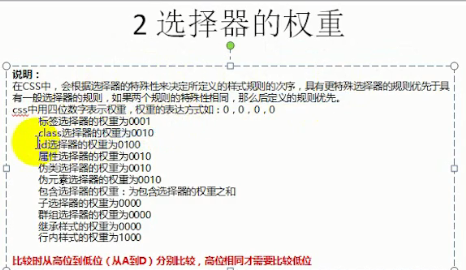 2 选择器的权重
说明：
在CSS中，会根据选择器的特殊性来决定所定义的样式规则的次序，具有更特殊选择器的规则优先于具
有一般选择器的规则，如果两个规则的特殊性相同，那么后定义的规则优先。
css中用四位数字表示权重，权重的表达方式如：0，0，0，0
标签选择器的权重为0001
class选择器的权重为0010
id选择器的权重为0100
属性选择器的权重为0010
伪类选择器的权重为0010
伪元素选择器的权重为0010
包含选择器的权重：为包含选择器的权重之和
子选择器的权重为0000
群组选择器的权重为0000
继承样式的权重为0000
行内样式的权重为1000
比较时从高位到低位（从A到D）分别比较，高位相同才需要比较低位